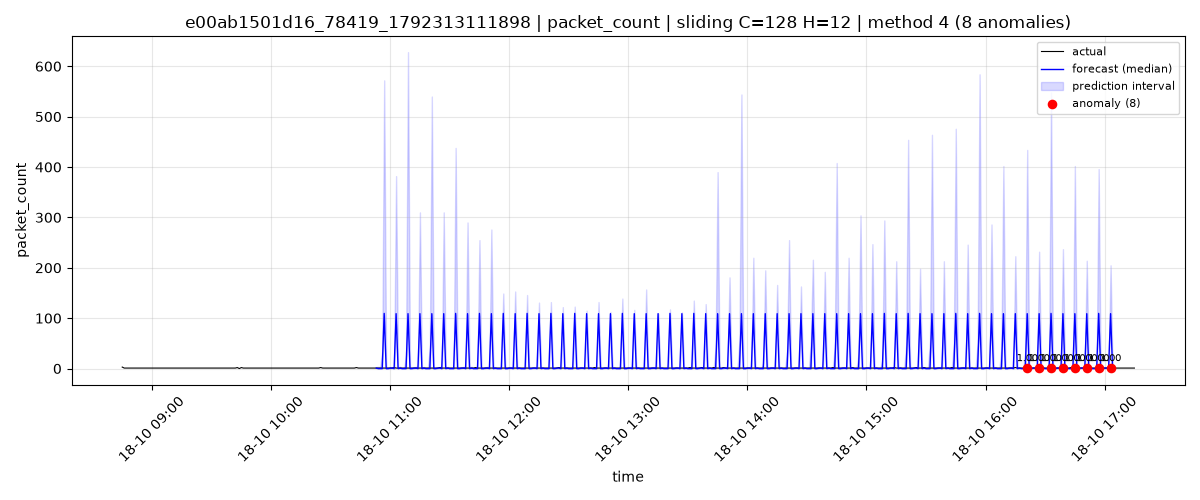 e00ab1501d16_78419_1792313111898 | packet_count | sliding C=128 H=12 | method 4 (8 anomalies)
actual
forecast (median)
prediction interval
anomaly (8)
packet_count
600
500
400
300
200
100
0
18-10 09:00
18-10 10:00
18-10 11:00
18-10 12:00
18-10 13:00
18-10 14:00
18-10 15:00
18-10 16:00
18-10 17:00
time